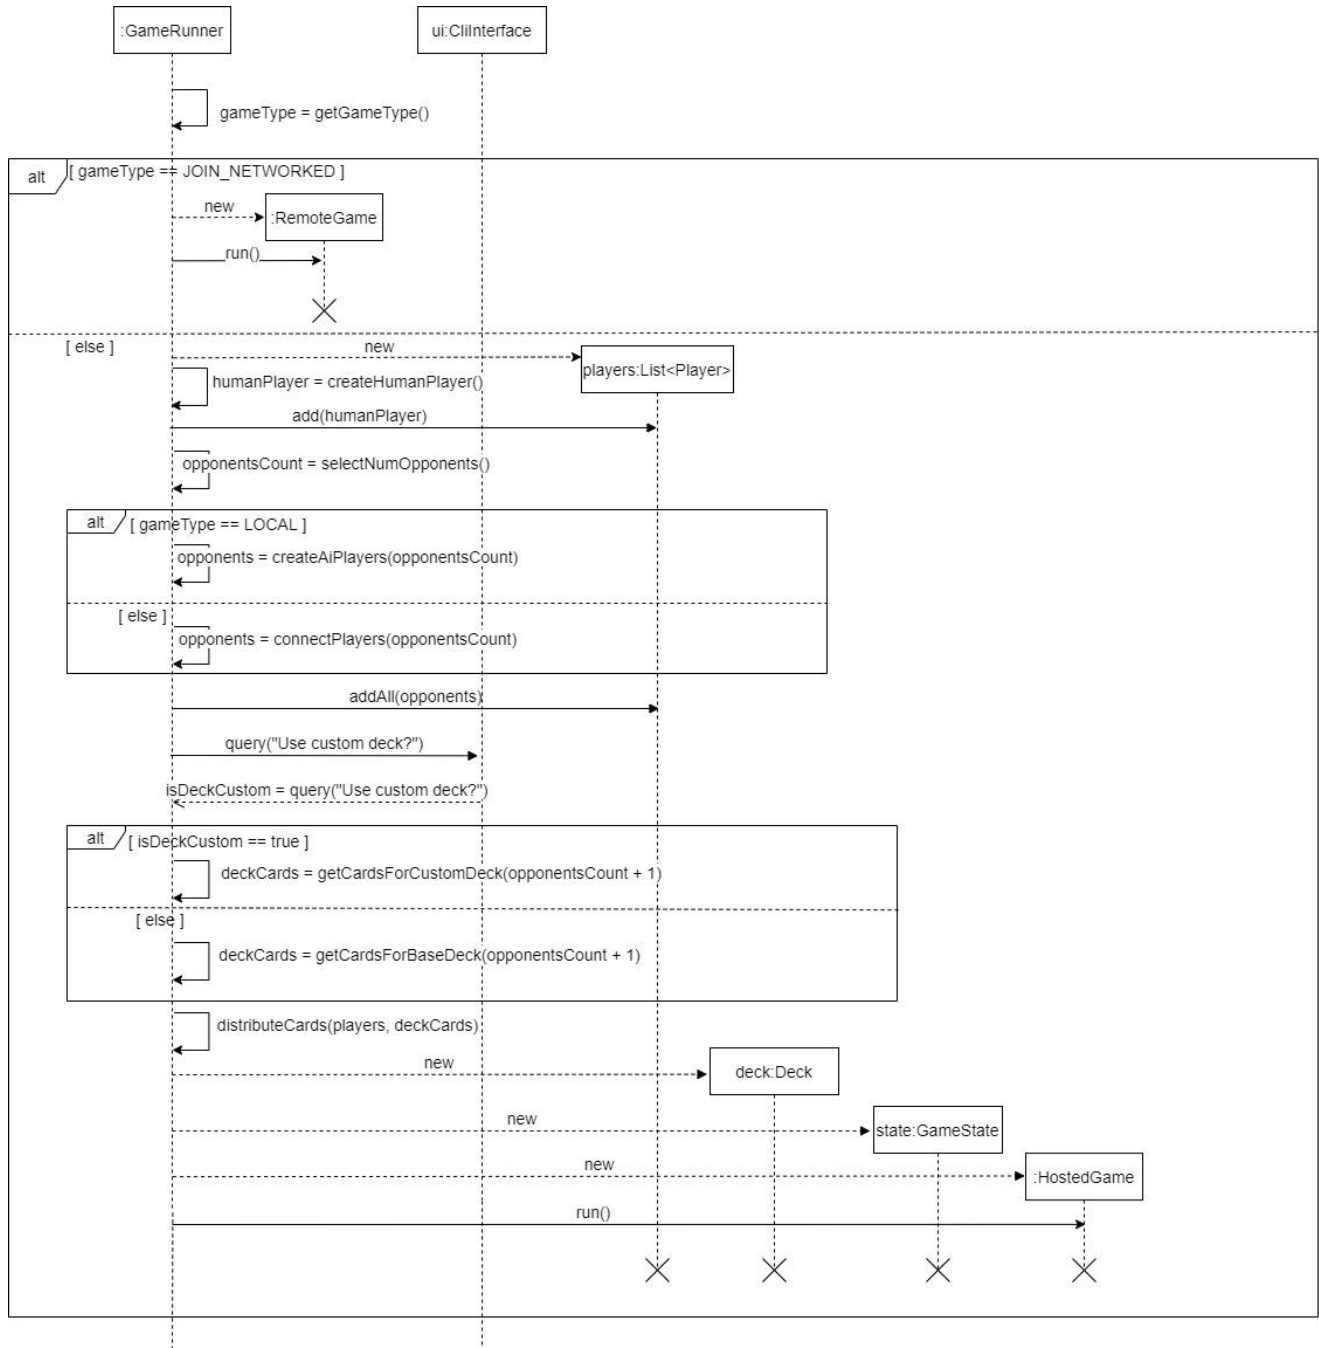 :GameRunner
ui:CliInterface
gameType = getGameType()
alt
[ gameType == JOIN_NETWORKED ]
new
:RemoteGame
run()
[ else ]
new
players:List<Player>
humanPlayer = createHumanPlayer()
add(humanPlayer)
opponentsCount = selectNumOpponents()
alt
[ gameType == LOCAL ]
opponents = createAiPlayers(opponentsCount)
[ else ]
opponents = connectPlayers(opponentsCount)
addAll(opponents)
query("Use custom deck?")
isDeckCustom = query("Use custom deck?")
alt
[ isDeckCustom == true ]
deckCards = getCardsForCustomDeck(opponentsCount + 1)
[ else ]
deckCards = getCardsForBaseDeck(opponentsCount + 1)
distributeCards(players, deckCards)
new
deck:Deck
new
state:GameState
new
:HostedGame
run()